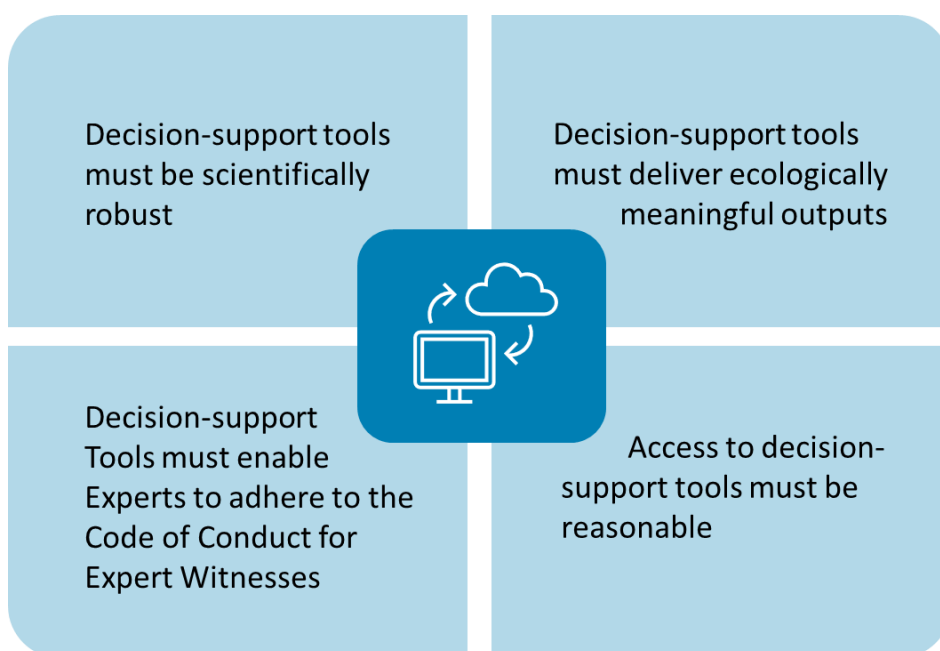 Decision-support tools
must be scientifically
robust
Decision-support tools
must deliver ecologically
meaningful outputs
Decision-support
Tools must enable
Experts to adhere to the
Code of Conduct for
Expert Witnesses
Access to decision-
support tools must be
reasonable